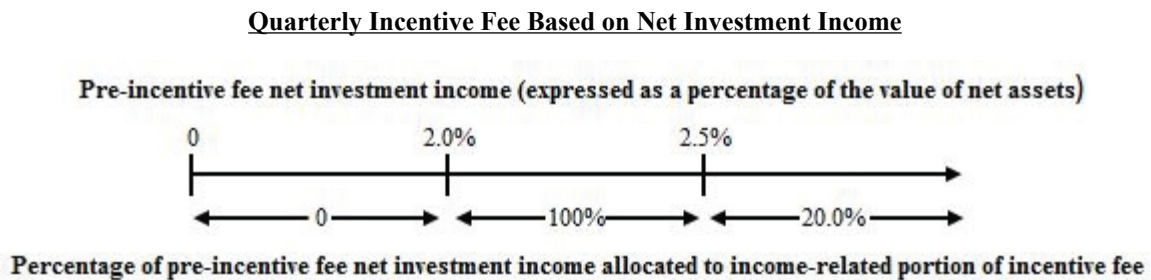 Quarterly Incentive Fee Based on Net Investment Income
Pre-incentive fee net investment income (expressed as a percentage of the value of net assets)
0 2.0% 2.5%
0 100% 20.0%
Percentage of pre-incentive fee net investment income allocated to income-related portion of incentive fee